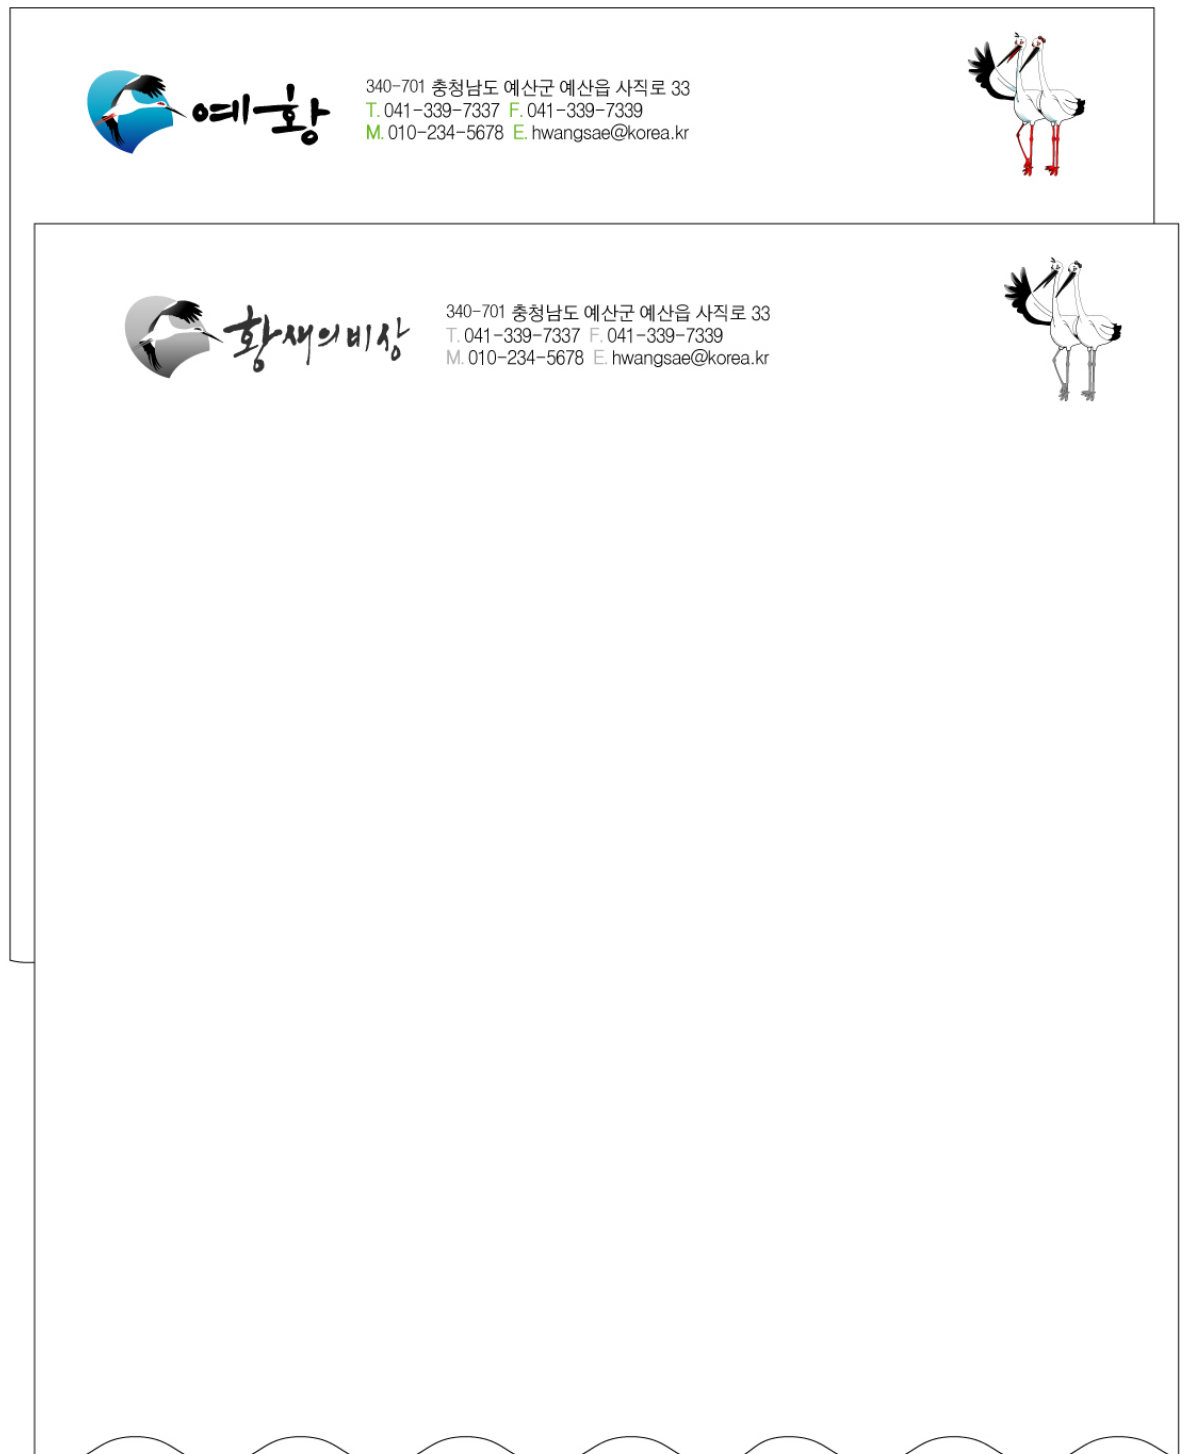 예황
340-701 충청남도 예산군 예산읍 사직로 33
T. 041-339-7337 F. 041-339-7339
M. 010-234-5678 E. hwangsae@korea.kr
황새의비상
340-701 충청남도 예산군 예산읍 사직로 33
T. 041-339-7337 F. 041-339-7339
M. 010-234-5678 E. hwangsae@korea.kr